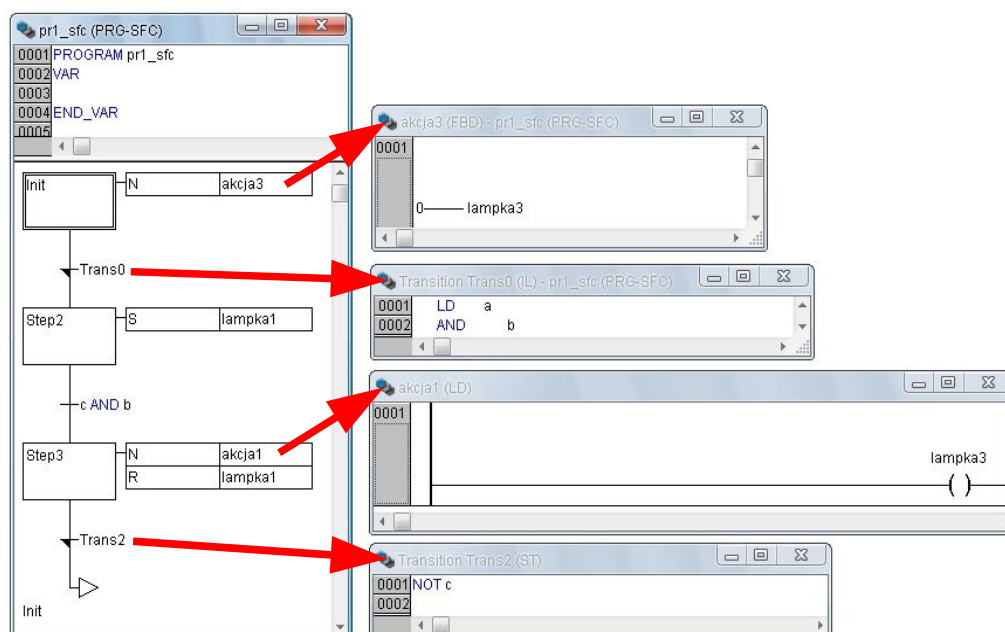 pr1_sfc (PRG-SFC)
0001 PROGRAM pr1_sfc
0002 VAR
0003
0004 END_VAR
0005
Init
N akcja3
Trans0
Step2
S lampka1
c AND b
Step3
N akcja1
R lampka1
Trans2
Init
akcja3 (FBD) - pr1_sfc (PRG-SFC)
0001
0 lampka3
Transition Trans0 (IL) - pr1_sfc (PRG-SFC)
0001 LD a
0002 AND b
akcja1 (LD)
0001
lampka3
( )
Transition Trans2 (ST)
0001 NOT c
0002